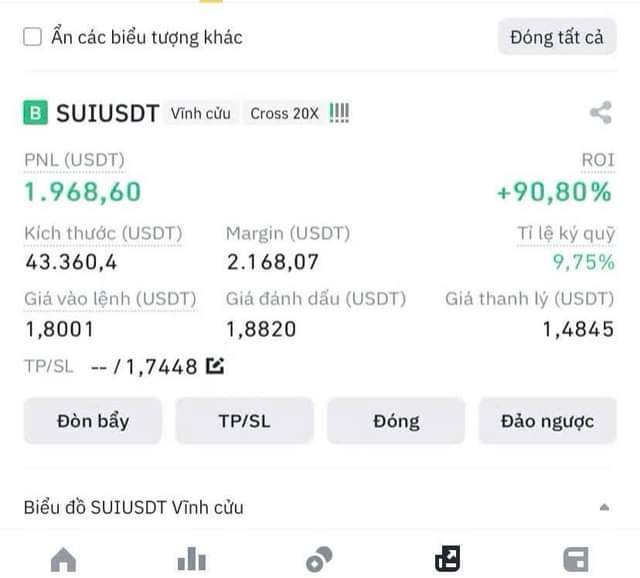 Ẩn các biểu tượng khác Đóng tất cả
B SUIUSDT Vĩnh cửu Cross 20X !!!!
PNL (USDT) ROI
1.968,60 +90,80%
Kích thước (USDT) Margin (USDT) Tỉ lệ ký quỹ
43.360,4 2.168,07 9,75%
Giá vào lệnh (USDT) Giá đánh dấu (USDT) Giá thanh lý (USDT)
1,8001 1,8820 1,4845
TP/SL -- / 1,7448
Đòn bẩy TP/SL Đóng Đảo ngược
Biểu đồ SUIUSDT Vĩnh cửu